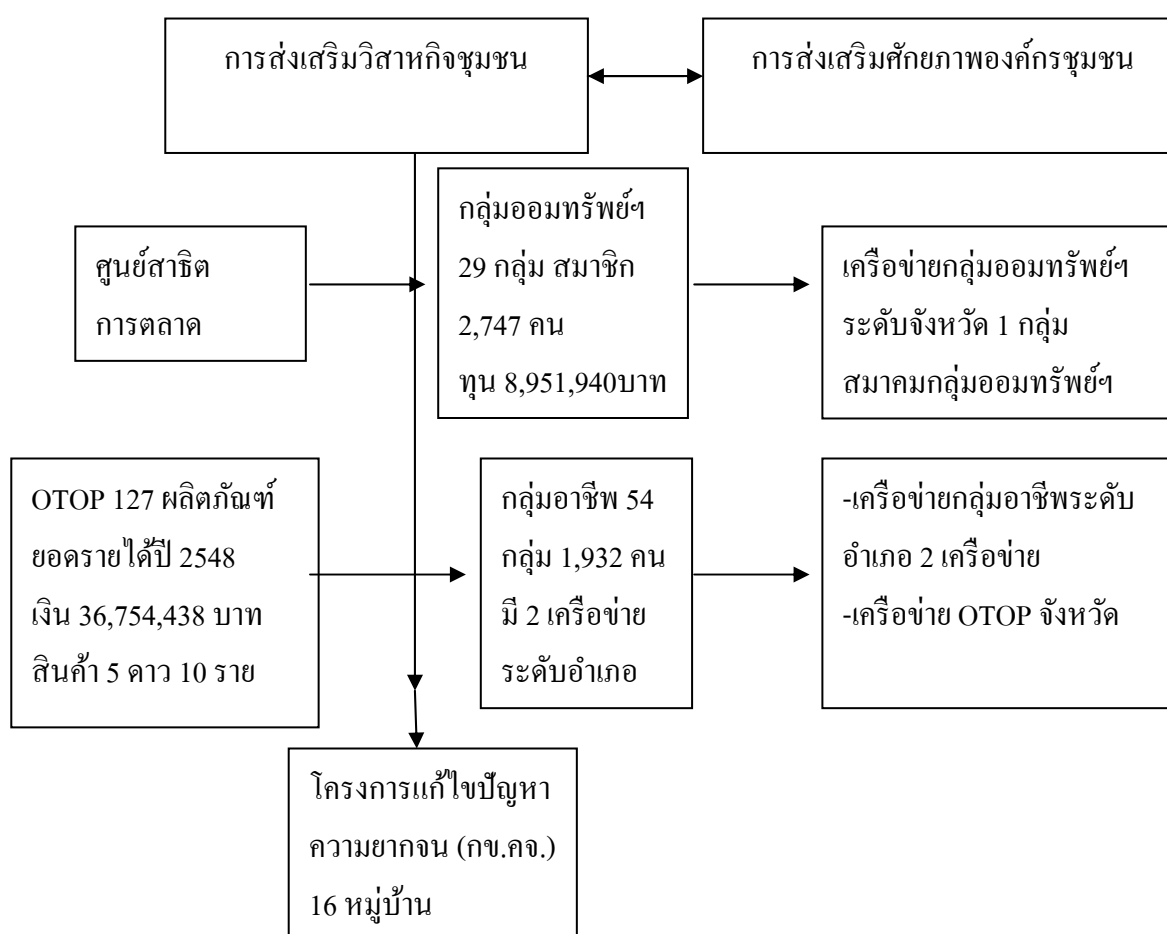 การส่งเสริมวิสาหกิจชุมชน
การส่งเสริมศักยภาพองค์กรชุมชน
ศูนย์สาธิต
การตลาด
กลุ่มออมทรัพย์ฯ
29 กลุ่ม สมาชิก
2,747 คน
ทุน 8,951,940บาท
เครือข่ายกลุ่มออมทรัพย์ฯ
ระดับจังหวัด 1 กลุ่ม
สมาคมกลุ่มออมทรัพย์ฯ
OTOP 127 ผลิตภัณฑ์
ยอดรายได้ปี 2548
เงิน 36,754,438 บาท
สินค้า 5 ดาว 10 ราย
กลุ่มอาชีพ 54
กลุ่ม 1,932 คน
มี 2 เครือข่าย
ระดับอำเภอ
-เครือข่ายกลุ่มอาชีพระดับ
อำเภอ 2 เครือข่าย
-เครือข่าย OTOP จังหวัด
โครงการแก้ไขปัญหา
ความยากจน (กข.คจ.)
16 หมู่บ้าน